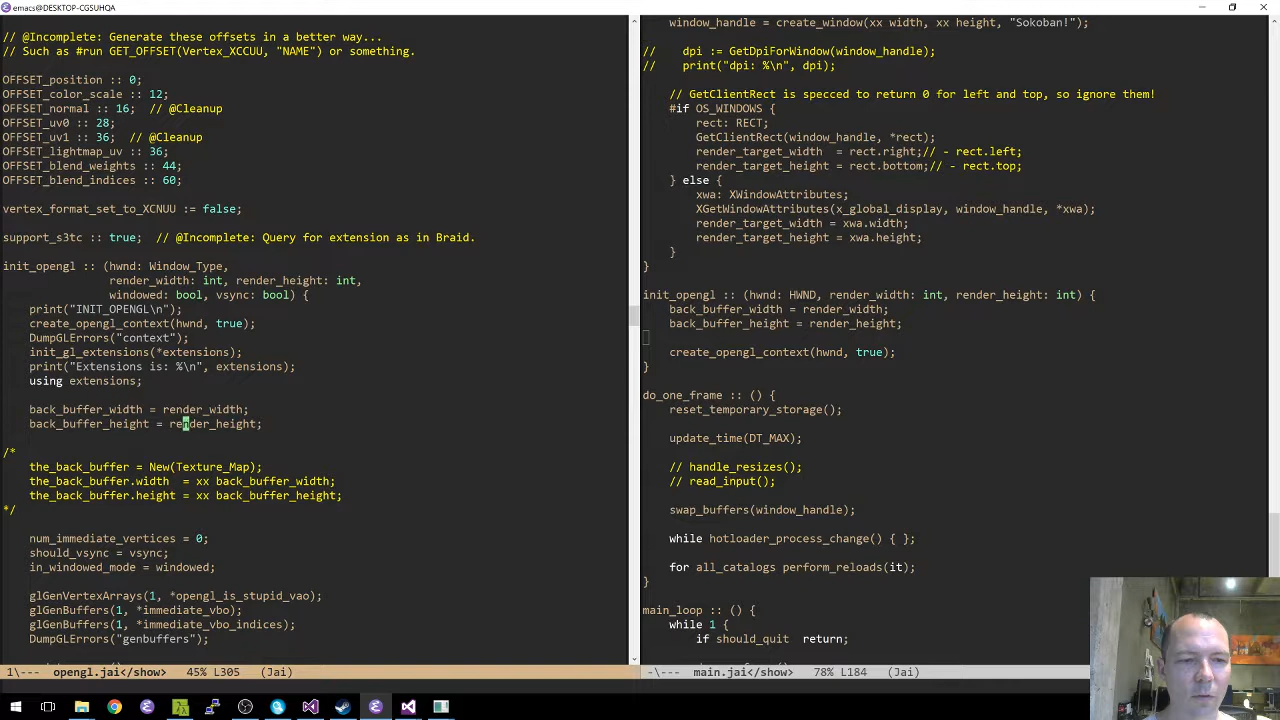 emacs@DESKTOP-CGSUHQA
// @Incomplete: Generate these offsets in a better way...
// Such as #run GET_OFFSET(Vertex_XCCUU, "NAME") or something.
OFFSET_position :: 0;
OFFSET_color_scale :: 12;
OFFSET_normal :: 16;  // @Cleanup
OFFSET_uv0 :: 28;
OFFSET_uv1 :: 36;  // @Cleanup
OFFSET_lightmap_uv :: 36;
OFFSET_blend_weights :: 44;
OFFSET_blend_indices :: 60;
vertex_format_set_to_XCNUU := false;
support_s3tc :: true;  // @Incomplete: Query for extension as in Braid.
init_opengl :: (hwnd: Window_Type,
render_width: int, render_height: int,
windowed: bool, vsync: bool) {
print("INIT_OPENGL\n");
create_opengl_context(hwnd, true);
DumpGLErrors("context");
init_gl_extensions(*extensions);
print("Extensions is: %\n", extensions);
using extensions;
back_buffer_width = render_width;
back_buffer_height = render_height;
/*
the_back_buffer = New(Texture_Map);
the_back_buffer.width  = xx back_buffer_width;
the_back_buffer.height = xx back_buffer_height;
*/
num_immediate_vertices = 0;
should_vsync = vsync;
in_windowed_mode = windowed;
glGenVertexArrays(1, *opengl_is_stupid_vao);
glGenBuffers(1, *immediate_vbo);
glGenBuffers(1, *immediate_vbo_indices);
DumpGLErrors("genbuffers");
1\---  opengl.jai</show>  45% L305  (Jai)
window_handle = create_window(xx width, xx height, "Sokoban!");
//    dpi := GetDpiForWindow(window_handle);
//    print("dpi: %\n", dpi);
// GetClientRect is specced to return 0 for left and top, so ignore them!
#if OS_WINDOWS {
rect: RECT;
GetClientRect(window_handle, *rect);
render_target_width  = rect.right;// - rect.left;
render_target_height = rect.bottom;// - rect.top;
} else {
xwa: XWindowAttributes;
XGetWindowAttributes(x_global_display, window_handle, *xwa);
render_target_width = xwa.width;
render_target_height = xwa.height;
}
}
init_opengl :: (hwnd: HWND, render_width: int, render_height: int) {
back_buffer_width = render_width;
back_buffer_height = render_height;
create_opengl_context(hwnd, true);
}
do_one_frame :: () {
reset_temporary_storage();
update_time(DT_MAX);
// handle_resizes();
// read_input();
swap_buffers(window_handle);
while hotloader_process_change() { };
for all_catalogs perform_reloads(it);
}
main_loop :: () {
while 1 {
if should_quit  return;
-\---  main.jai</show>  78% L184  (Jai)